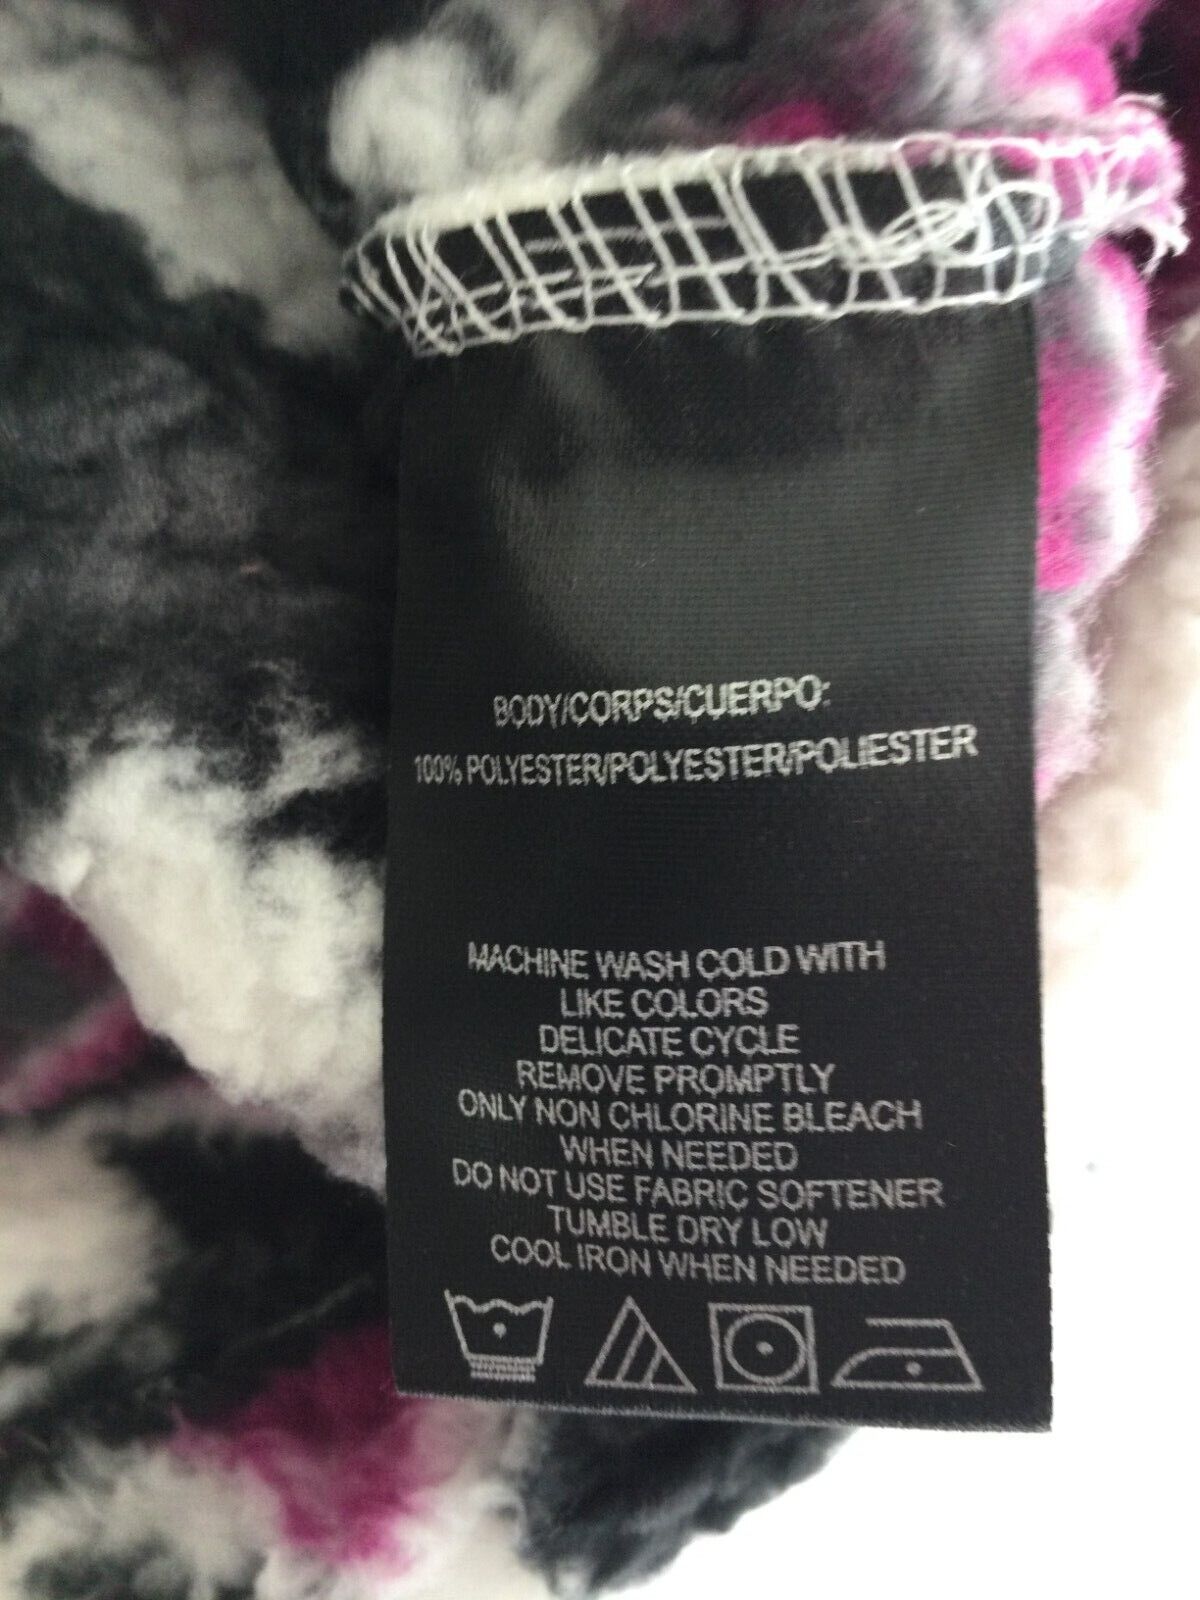 BODY/CORPS/CUERPO:
100% POLYESTER/POLYESTER/POLIESTER
MACHINE WASH COLD WITH
LIKE COLORS
DELICATE CYCLE
REMOVE PROMPTLY
ONLY NON CHLORINE BLEACH
WHEN NEEDED
DO NOT USE FABRIC SOFTENER
TUMBLE DRY LOW
COOL IRON WHEN NEEDED